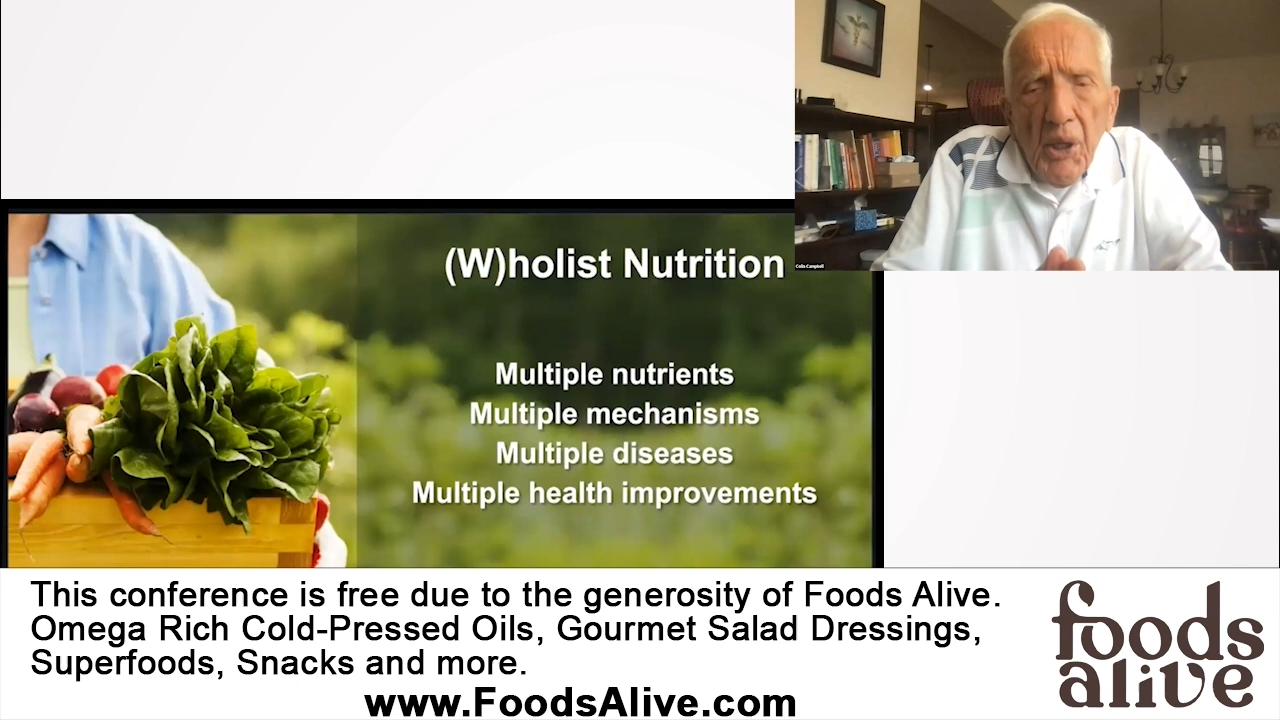 Colin Campbell
(W)holist Nutrition
Multiple nutrients
Multiple mechanisms
Multiple diseases
Multiple health improvements
This conference is free due to the generosity of Foods Alive.
Omega Rich Cold-Pressed Oils, Gourmet Salad Dressings,
Superfoods, Snacks and more.
www.FoodsAlive.com
foods
alive